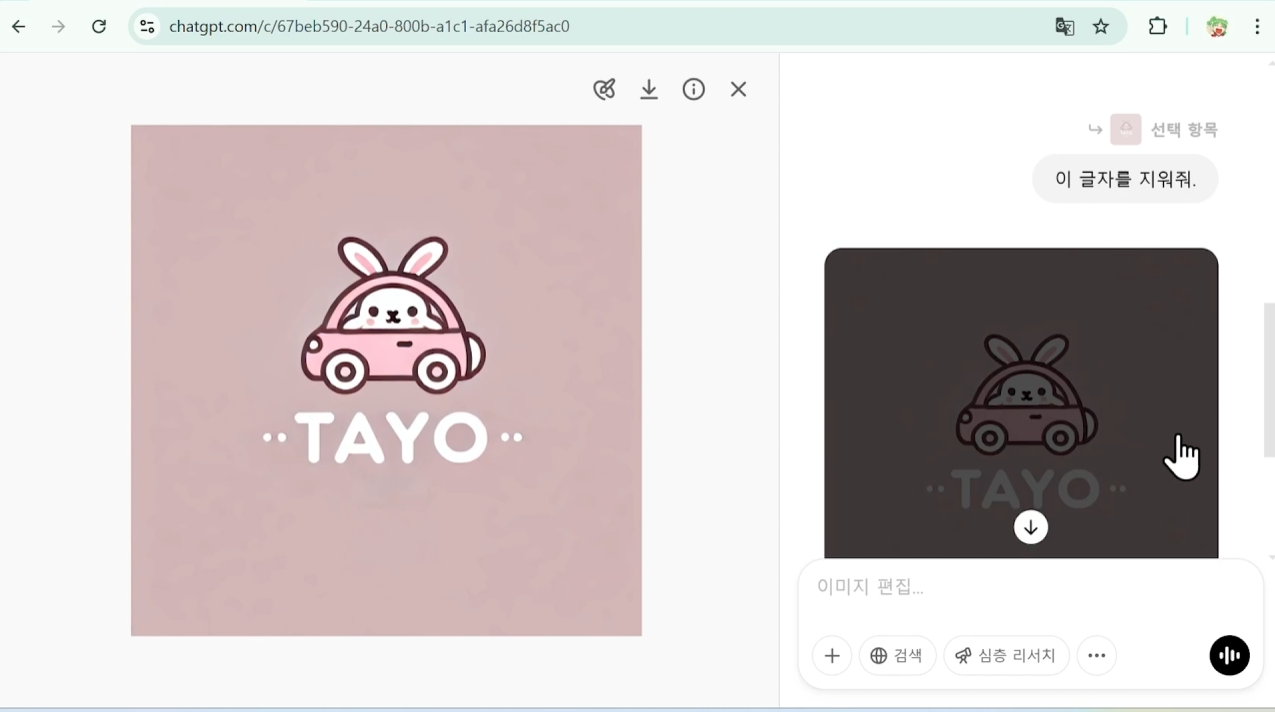 chatgpt.com/c/67beb590-24a0-800b-a1c1-afa26d8f5ac0
선택 항목
이 글자를 지워줘.
··TAYO··
··TAYO··
이미지 편집...
검색
심층 리서치